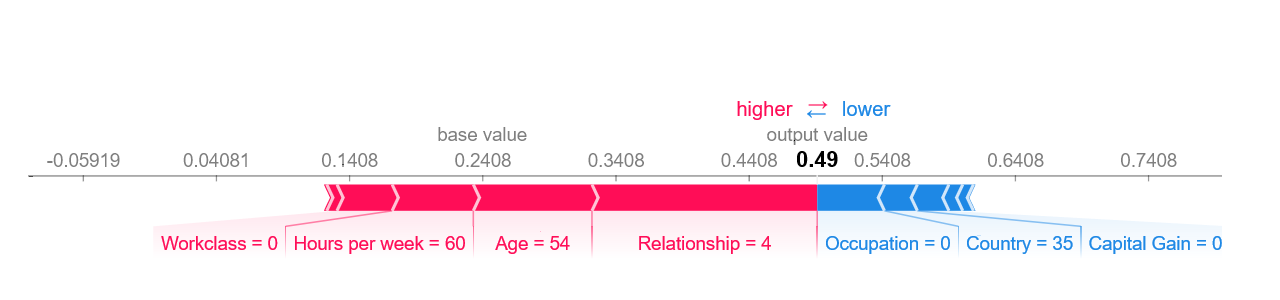 higher ⇄ lower
base value output value
-0.05919 0.04081 0.1408 0.2408 0.3408 0.4408 0.49 0.5408 0.6408 0.7408
Workclass = 0 Hours per week = 60 Age = 54 Relationship = 4 Occupation = 0 Country = 35 Capital Gain = 0